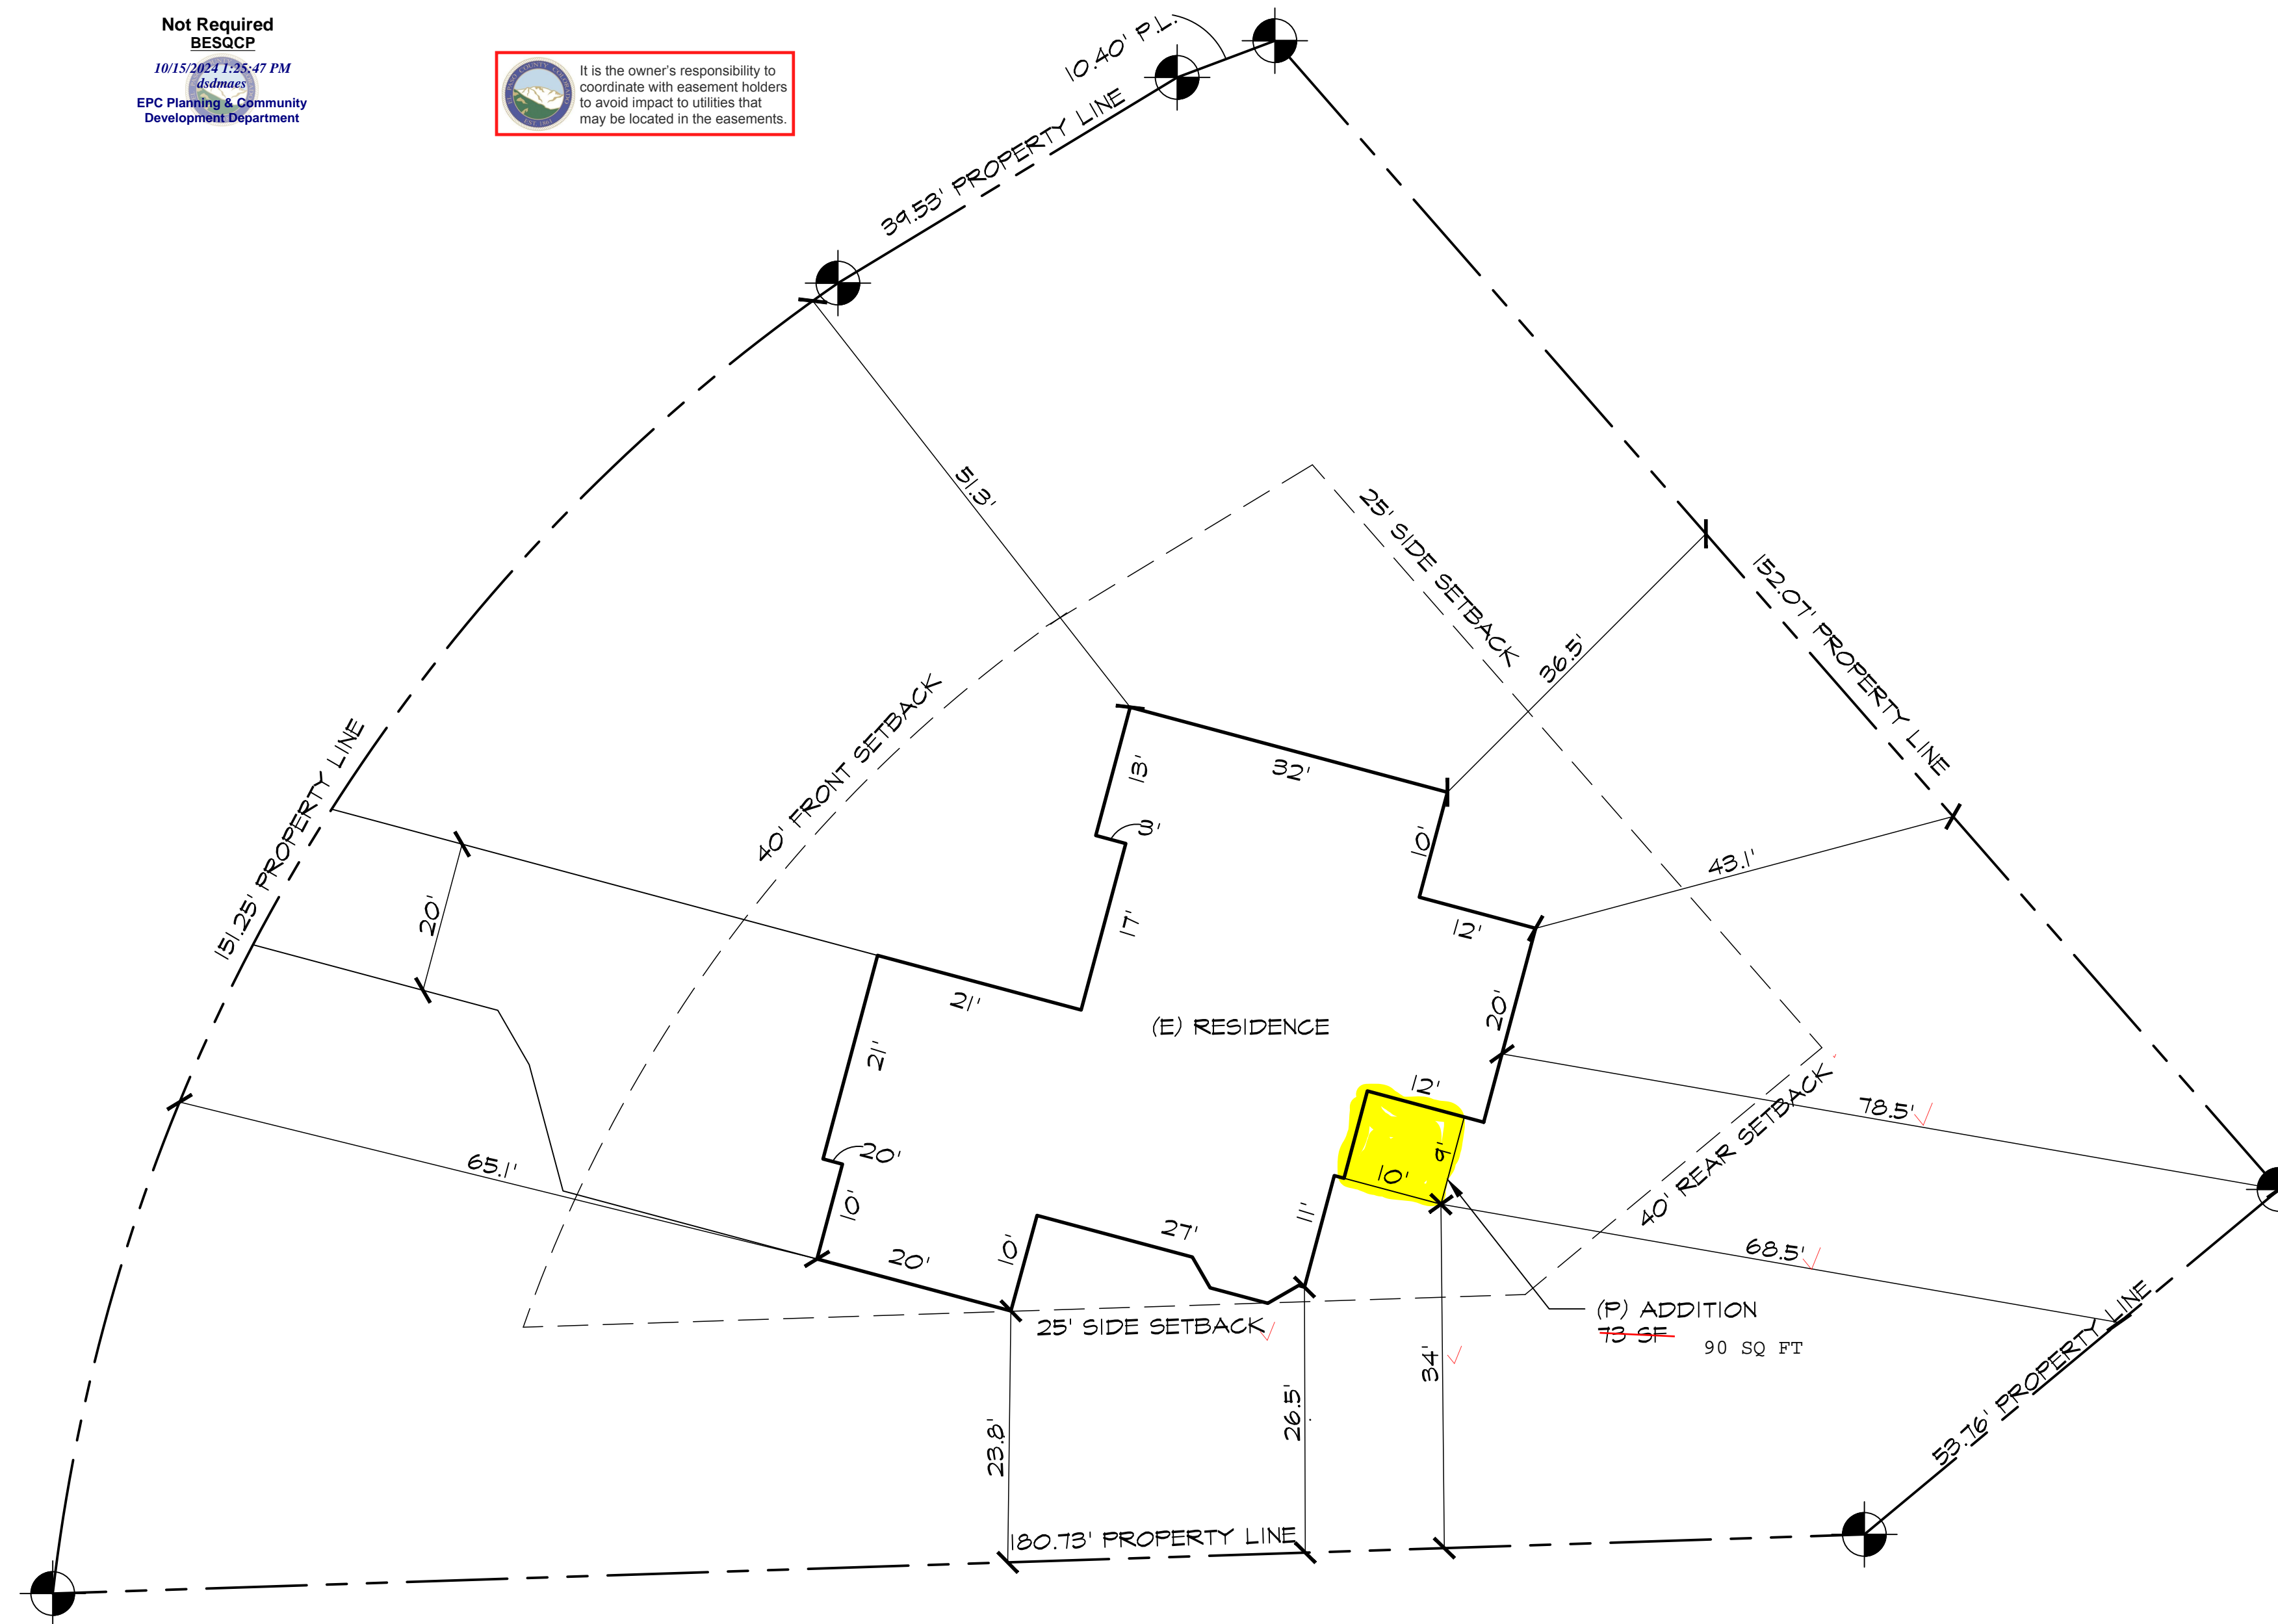 Not Required
BESQCP
10/15/2024 1:25:47 PM
dsdmaes
EPC Planning & Community
Development Department
It is the owner's responsibility to
coordinate with easement holders
to avoid impact to utilities that
may be located in the easements.
10.40' P.L.
39.53' PROPERTY LINE
51.3'
25' SIDE SETBACK
152.07' PROPERTY LINE
36.5'
40' FRONT SETBACK
151.25' PROPERTY LINE
13'
32'
3'
10'
43.1'
20'
17'
12'
21'
(E) RESIDENCE
20'
21'
12'
78.5'
40' REAR SETBACK
65.1'
20'
9'
10'
10'
11'
27'
10'
20'
68.5'
(P) ADDITION
73 SF
90 SQ FT
25' SIDE SETBACK
34'
23.8'
26.5'
53.76' PROPERTY LINE
180.73' PROPERTY LINE